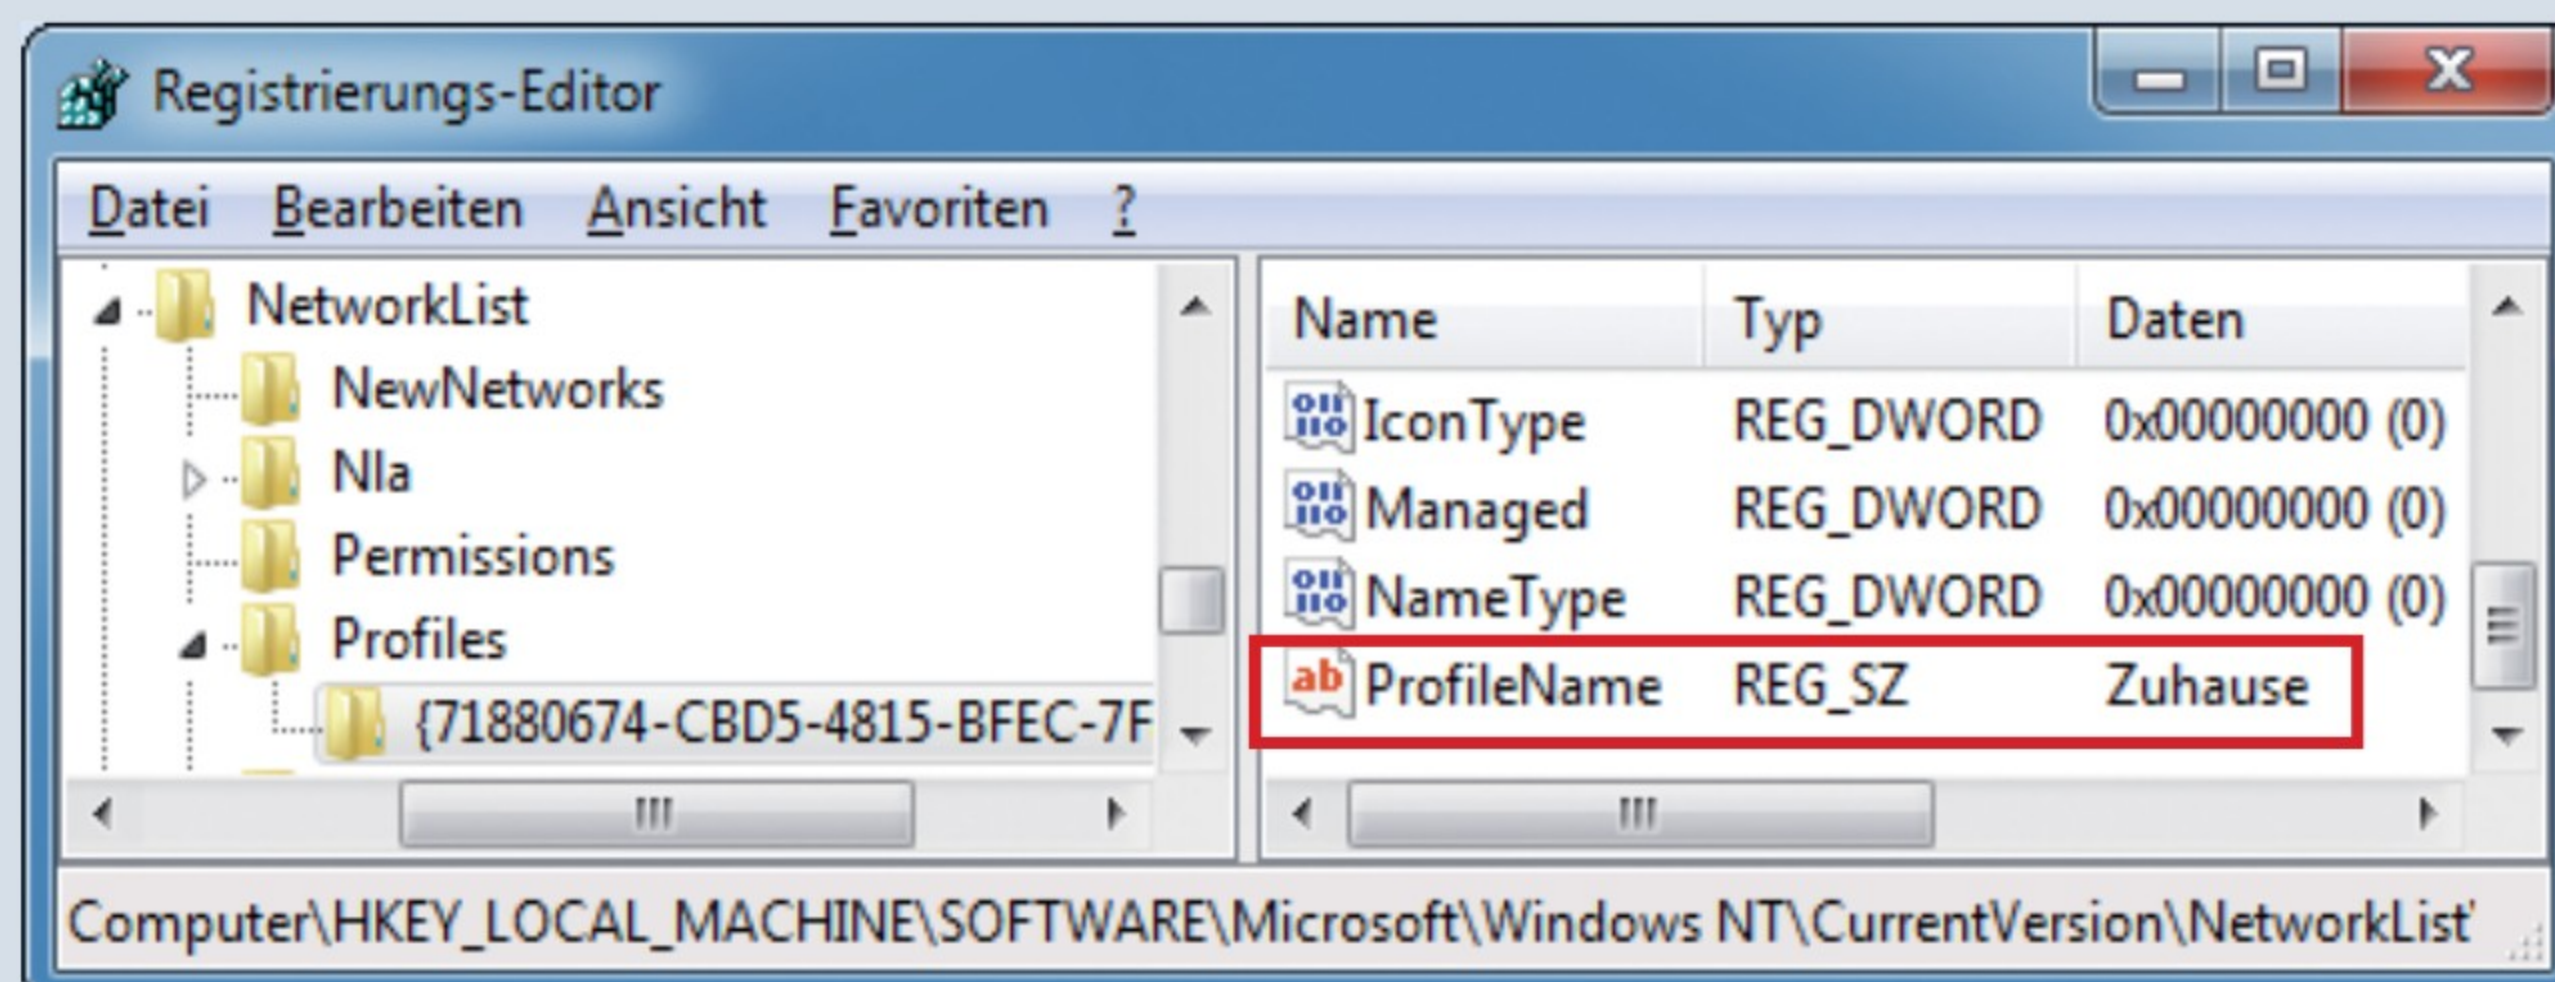 Registrierungs-Editor
Datei Bearbeiten Ansicht Favoriten ?
NetworkList
NewNetworks
Nla
Permissions
Profiles
{71880674-CBD5-4815-BFEC-7F
Name Typ Daten
IconType REG_DWORD 0x00000000 (0)
Managed REG_DWORD 0x00000000 (0)
NameType REG_DWORD 0x00000000 (0)
ProfileName REG_SZ Zuhause
Computer\HKEY_LOCAL_MACHINE\SOFTWARE\Microsoft\Windows NT\CurrentVersion\NetworkList